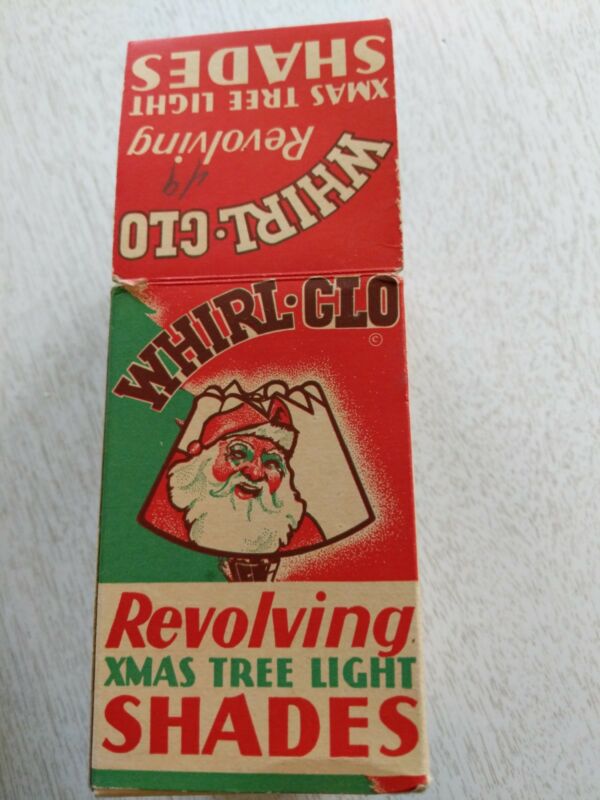 SHADES
XMAS TREE LIGHT
Revolving
49
WHIRL·GLO
WHIRL·GLO
©
Revolving
XMAS TREE LIGHT
SHADES